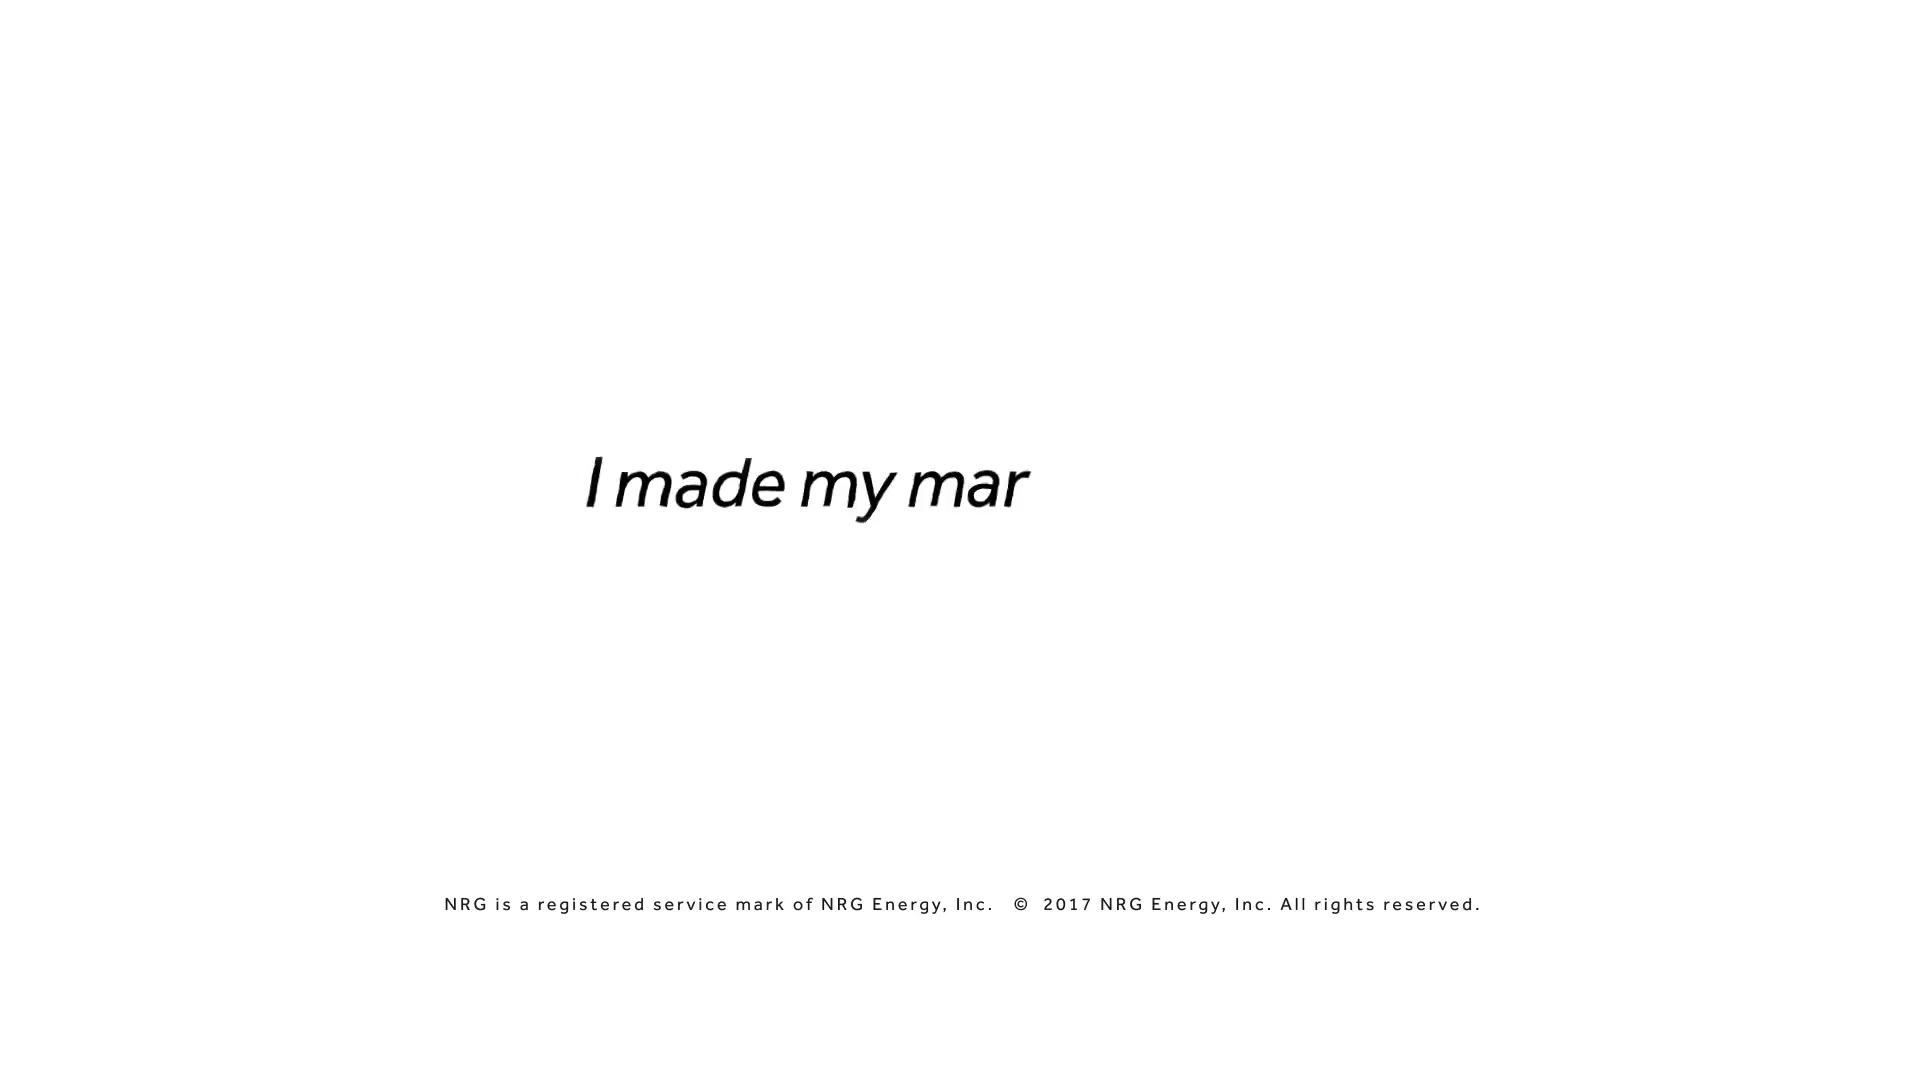 I made my mar
NRG is a registered service mark of NRG Energy, Inc. © 2017 NRG Energy, Inc. All rights reserved.